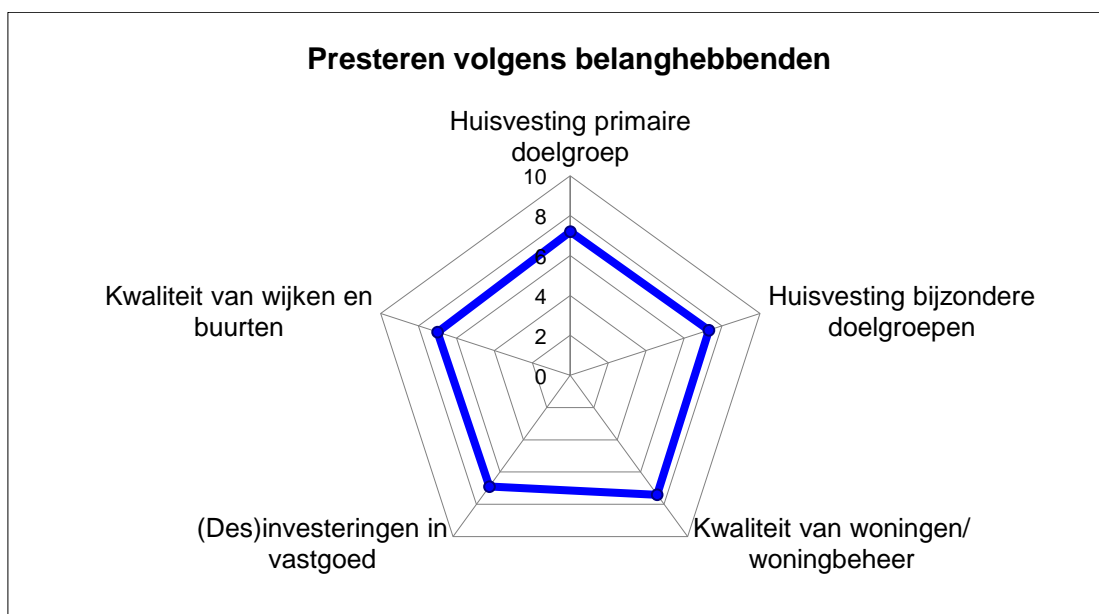 Presteren volgens belanghebbenden
Huisvesting primaire
doelgroep
10
8
6
4
2
0
Huisvesting bijzondere
doelgroepen
Kwaliteit van woningen/
woningbeheer
(Des)investeringen in
vastgoed
Kwaliteit van wijken en
buurten